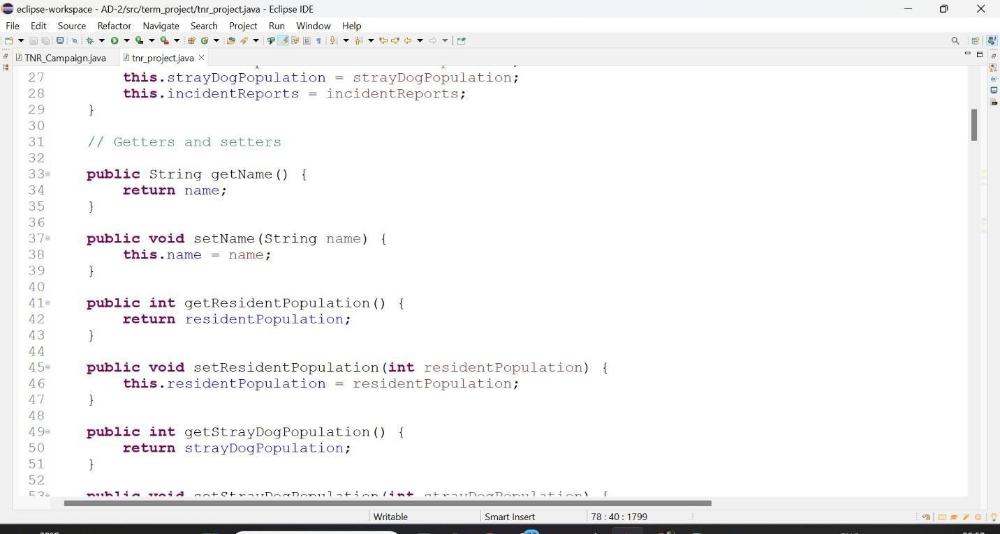 eclipse-workspace - AD-2/src/term_project/tnr_project.java - Eclipse IDE
File Edit Source Refactor Navigate Search Project Run Window Help
TNR_Campaign.java tnr_project.java
27 this.strayDogPopulation = strayDogPopulation;
28 this.incidentReports = incidentReports;
29 }
30
31 // Getters and setters
32
33 public String getName() {
34 return name;
35 }
36
37 public void setName(String name) {
38 this.name = name;
39 }
40
41 public int getResidentPopulation() {
42 return residentPopulation;
43 }
44
45 public void setResidentPopulation(int residentPopulation) {
46 this.residentPopulation = residentPopulation;
47 }
48
49 public int getStrayDogPopulation() {
50 return strayDogPopulation;
51 }
52
53 public void setStrayDogPopulation(int strayDogPopulation) {
Writable Smart Insert 78 : 40 : 1799